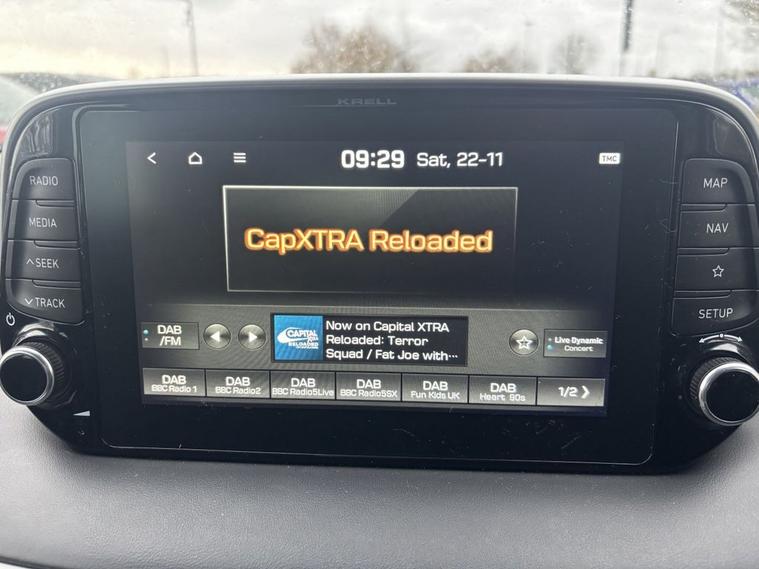 KRELL
09:29 Sat, 22-11
TMC
RADIO
MEDIA
SEEK
TRACK
MAP
NAV
SETUP
CapXTRA Reloaded
DAB
/FM
CAPITAL
RELOADED
Now on Capital XTRA
Reloaded: Terror
Squad / Fat Joe with...
Live Dynamic
Concert
DAB
BBC Radio 1
DAB
BBC Radio2
DAB
BBC Radio5Live
DAB
BBC Radio5SX
DAB
Fun Kids UK
DAB
Heart 90s
1/2